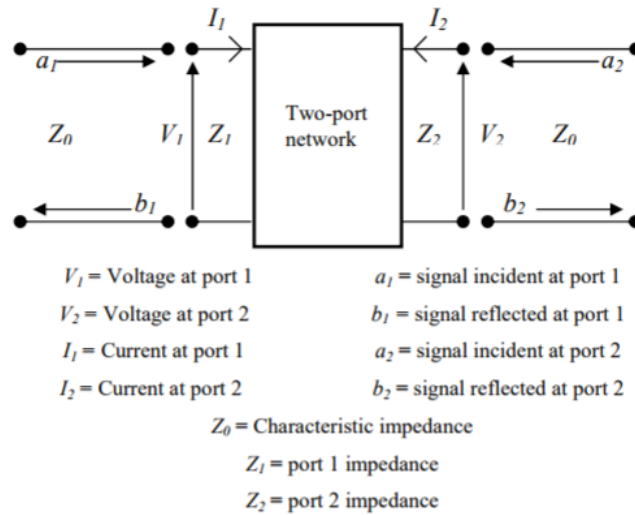 I1 I2
a1 a2
Two-port
network
Z0 V1 Z1 Z2 V2 Z0
b1 b2
V1 = Voltage at port 1 a1 = signal incident at port 1
V2 = Voltage at port 2 b1 = signal reflected at port 1
I1 = Current at port 1 a2 = signal incident at port 2
I2 = Current at port 2 b2 = signal reflected at port 2
Z0 = Characteristic impedance
Z1 = port 1 impedance
Z2 = port 2 impedance